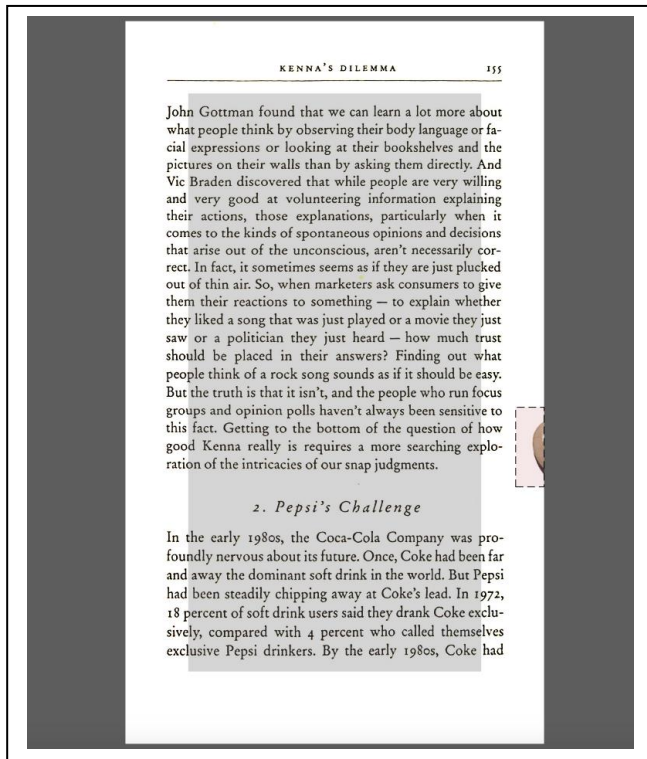 KENNA'S DILEMMA 155
John Gottman found that we can learn a lot more about
what people think by observing their body language or fa-
cial expressions or looking at their bookshelves and the
pictures on their walls than by asking them directly. And
Vic Braden discovered that while people are very willing
and very good at volunteering information explaining
their actions, those explanations, particularly when it
comes to the kinds of spontaneous opinions and decisions
that arise out of the unconscious, aren't necessarily cor-
rect. In fact, it sometimes seems as if they are just plucked
out of thin air. So, when marketers ask consumers to give
them their reactions to something — to explain whether
they liked a song that was just played or a movie they just
saw or a politician they just heard — how much trust
should be placed in their answers? Finding out what
people think of a rock song sounds as if it should be easy.
But the truth is that it isn't, and the people who run focus
groups and opinion polls haven't always been sensitive to
this fact. Getting to the bottom of the question of how
good Kenna really is requires a more searching explo-
ration of the intricacies of our snap judgments.
2. Pepsi's Challenge
In the early 1980s, the Coca-Cola Company was pro-
foundly nervous about its future. Once, Coke had been far
and away the dominant soft drink in the world. But Pepsi
had been steadily chipping away at Coke's lead. In 1972,
18 percent of soft drink users said they drank Coke exclu-
sively, compared with 4 percent who called themselves
exclusive Pepsi drinkers. By the early 1980s, Coke had